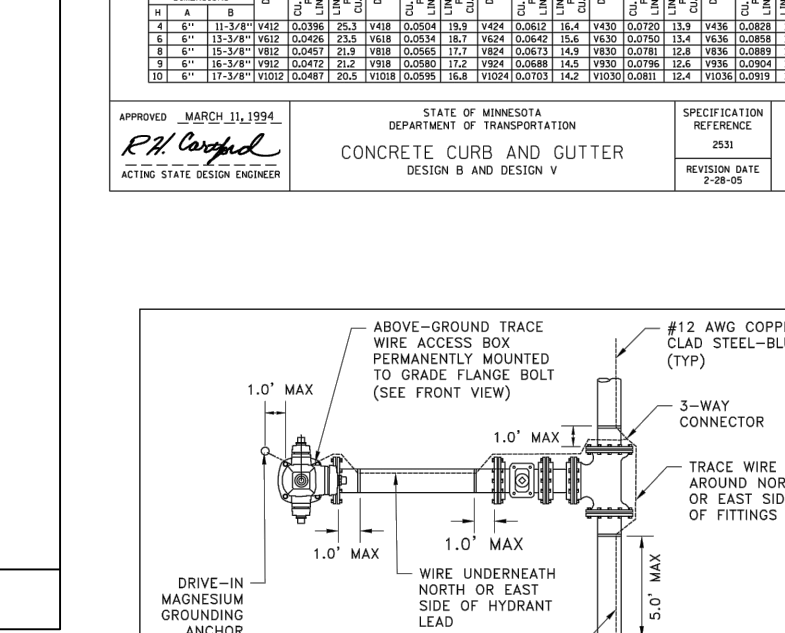 H A B
4 6'' 11-3/8" V412 0.0396 25.3 V418 0.0504 19.9 V424 0.0612 16.4 V430 0.0720 13.9 V436 0.0828
6 6'' 13-3/8" V612 0.0426 23.5 V618 0.0534 18.7 V624 0.0642 15.6 V630 0.0750 13.4 V636 0.0858
8 6'' 15-3/8" V812 0.0457 21.9 V818 0.0565 17.7 V824 0.0673 14.9 V830 0.0781 12.8 V836 0.0889
9 6'' 16-3/8" V912 0.0472 21.2 V918 0.0580 17.2 V924 0.0688 14.5 V930 0.0796 12.6 V936 0.0904
10 6'' 17-3/8" V1012 0.0487 20.5 V1018 0.0595 16.8 V1024 0.0703 14.2 V1030 0.0811 12.4 V1036 0.0919
APPROVED MARCH 11, 1994
ACTING STATE DESIGN ENGINEER
STATE OF MINNESOTA
DEPARTMENT OF TRANSPORTATION
CONCRETE CURB AND GUTTER
DESIGN B AND DESIGN V
SPECIFICATION
REFERENCE
2531
REVISION DATE
2-28-05
ABOVE-GROUND TRACE
WIRE ACCESS BOX
PERMANENTLY MOUNTED
TO GRADE FLANGE BOLT
(SEE FRONT VIEW)
#12 AWG COPP
CLAD STEEL-BLU
(TYP)
1.0' MAX
3-WAY
CONNECTOR
1.0' MAX
TRACE WIRE
AROUND NOR
OR EAST SID
OF FITTINGS
1.0' MAX
1.0' MAX
WIRE UNDERNEATH
NORTH OR EAST
SIDE OF HYDRANT
LEAD
5.0' MAX
DRIVE-IN
MAGNESIUM
GROUNDING
ANCHOR